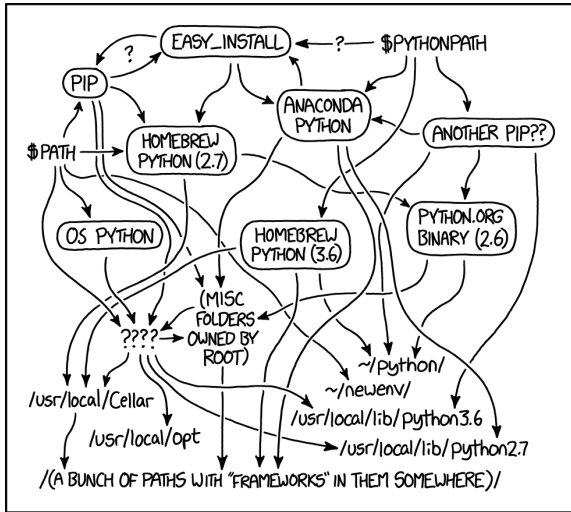 EASY_INSTALL
?
$PYTHONPATH
?
PIP
ANACONDA
PYTHON
ANOTHER PIP??
HOMEBREW
PYTHON (2.7)
$PATH
OS PYTHON
HOMEBREW
PYTHON (3.6)
PYTHON.ORG
BINARY (2.6)
(MISC
FOLDERS
OWNED BY
ROOT)
????
~/python/
~/newenv/
/usr/local/Cellar
/usr/local/lib/python3.6
/usr/local/opt
/usr/local/lib/python2.7
/(A BUNCH OF PATHS WITH "FRAMEWORKS" IN THEM SOMEWHERE)/